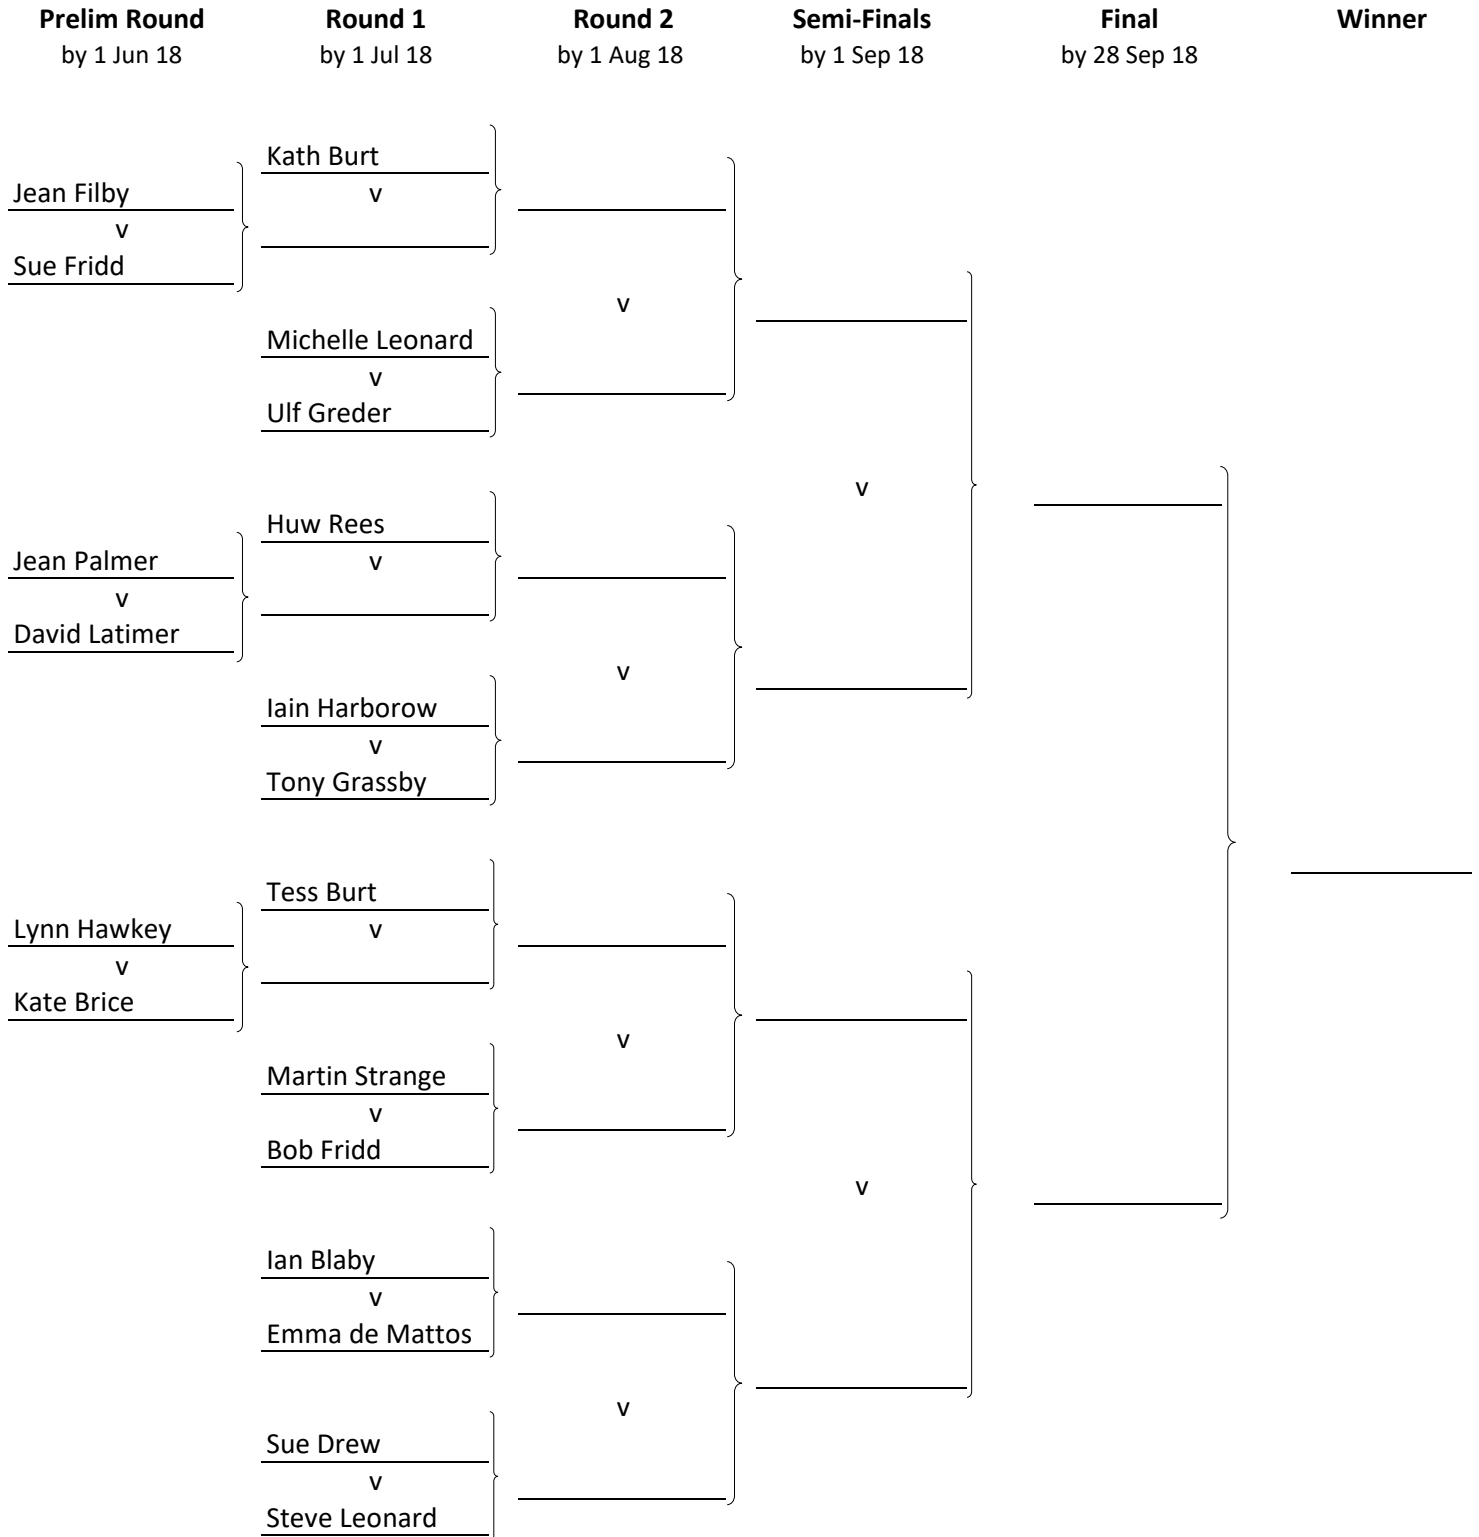 Prelim Round
by 1 Jun 18
Round 1
by 1 Jul 18
Round 2
by 1 Aug 18
Semi-Finals
by 1 Sep 18
Final
by 28 Sep 18
Winner
Jean Filby
v
Sue Fridd
Jean Palmer
v
David Latimer
Lynn Hawkey
v
Kate Brice
Kath Burt
v
Michelle Leonard
v
Ulf Greder
Huw Rees
v
Iain Harborow
v
Tony Grassby
Tess Burt
v
Martin Strange
v
Bob Fridd
Ian Blaby
v
Emma de Mattos
Sue Drew
v
Steve Leonard
v
v
v
v
v
v